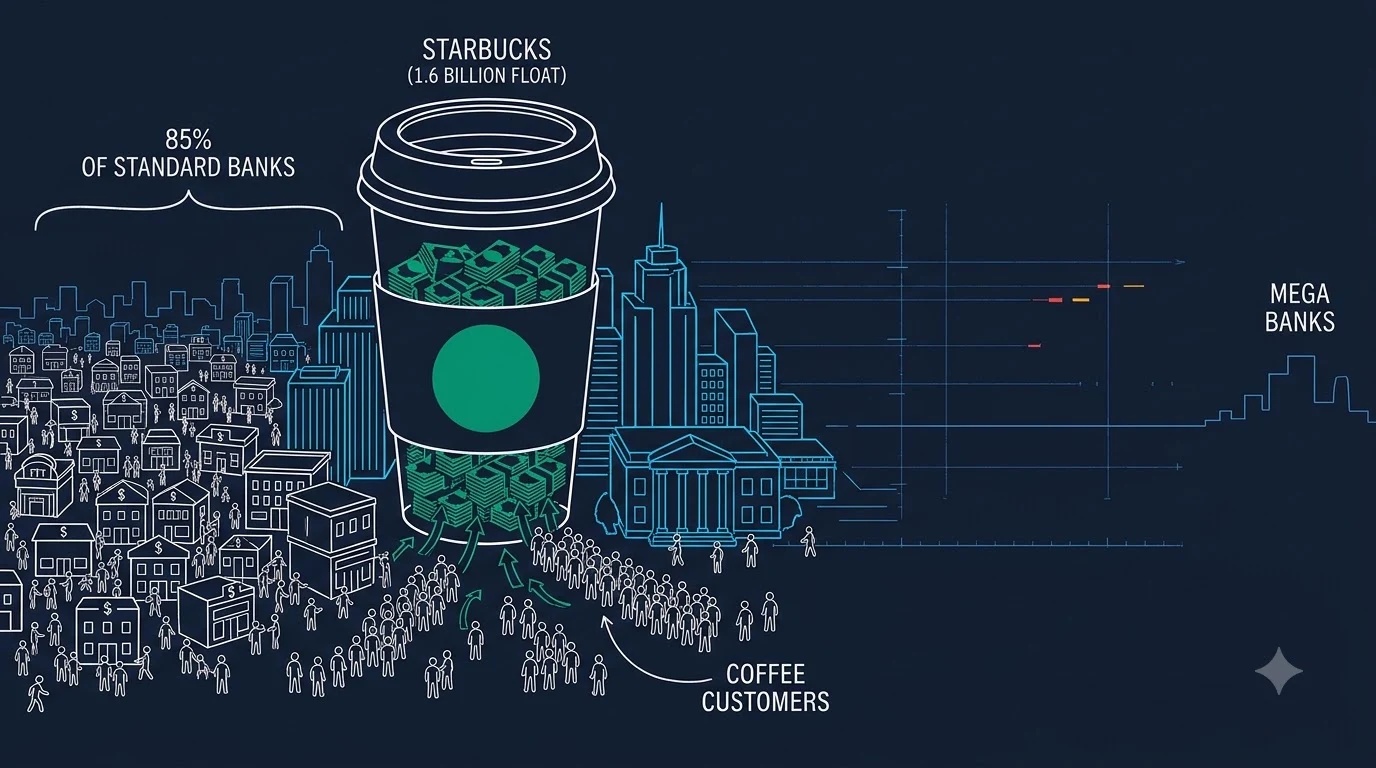 STARBUCKS
(1.6 BILLION FLOAT)
85%
OF STANDARD BANKS
MEGA
BANKS
COFFEE
CUSTOMERS